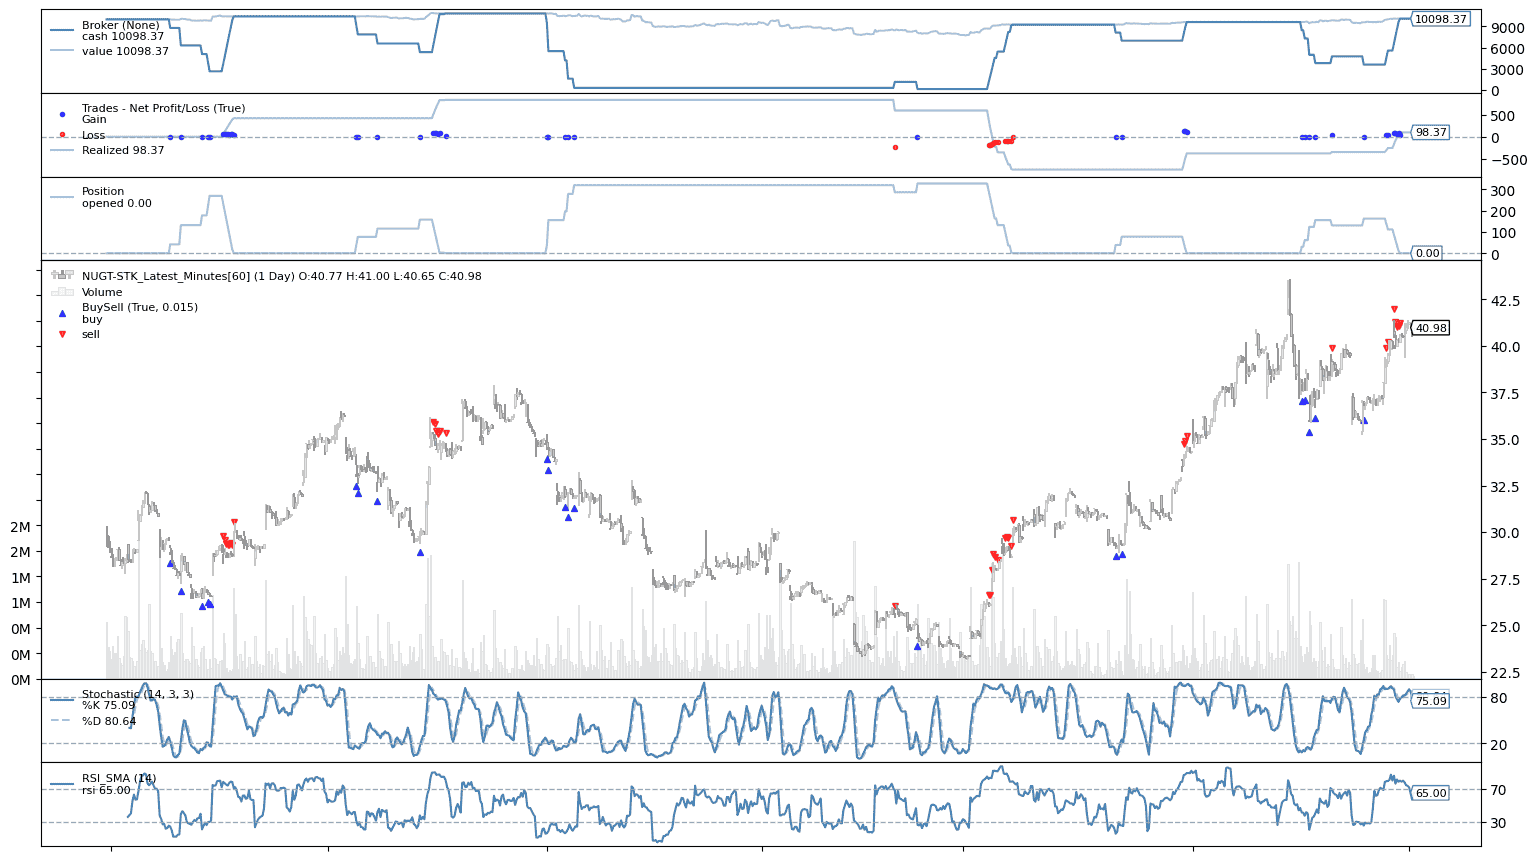 Broker (None)
cash 10098.37
value 10098.37
10098.37
9000
6000
3000
0
Trades - Net Profit/Loss (True)
Gain
Loss
Realized 98.37
500
98.37
0
−500
Position
opened 0.00
300
200
100
0.00
0
NUGT-STK_Latest_Minutes[60] (1 Day) O:40.77 H:41.00 L:40.65 C:40.98
Volume
BuySell (True, 0.015)
buy
sell
42.5
40.98
40.0
37.5
35.0
32.5
30.0
27.5
25.0
22.5
2M
2M
1M
1M
0M
0M
0M
Stochastic (14, 3, 3)
%K 75.09
%D 80.64
80
75.09
20
RSI_SMA (14)
rsi 65.00
70
65.00
30